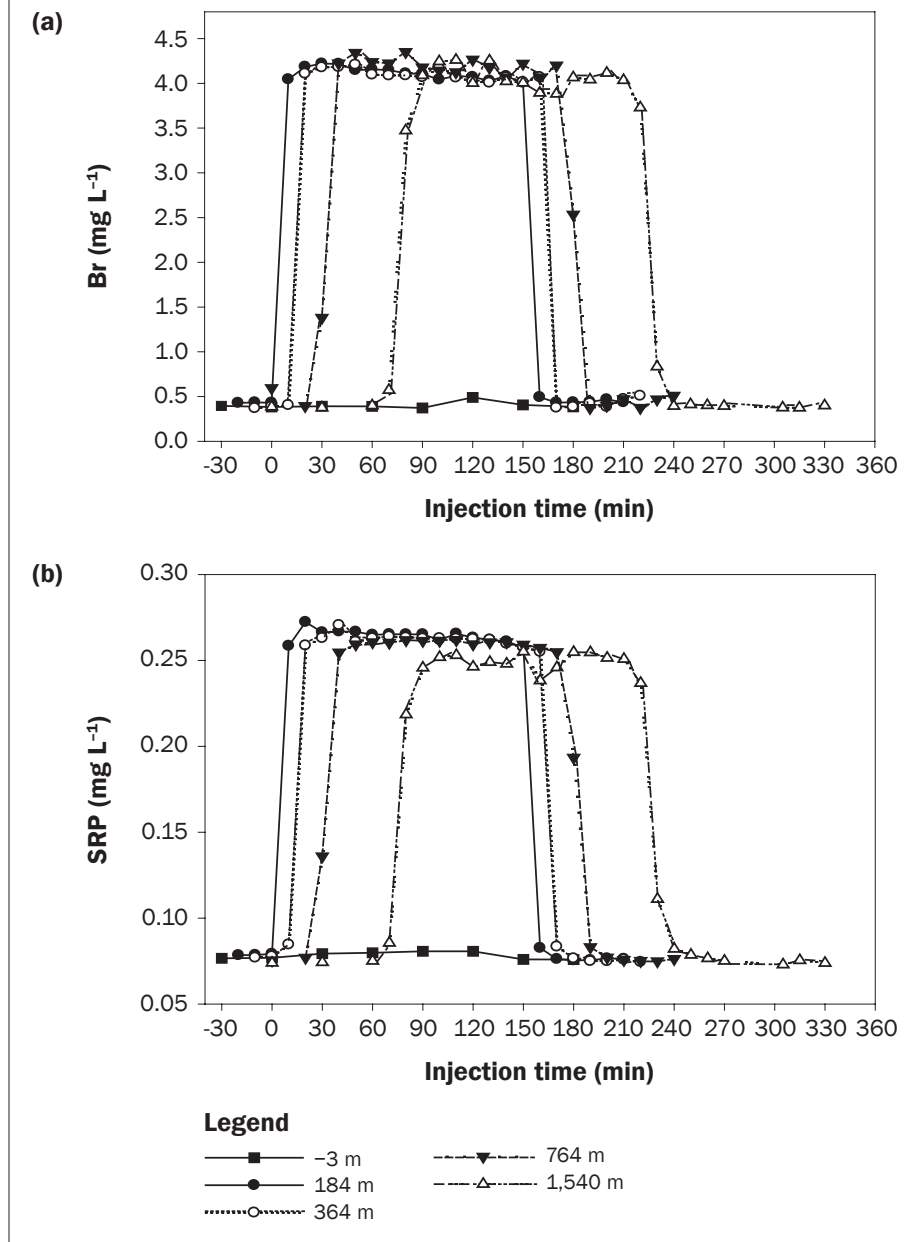 (a)
4.5
4.0
3.5
3.0
2.5
2.0
1.5
1.0
0.5
0.0
Br (mg L⁻¹)
-30 0 30 60 90 120 150 180 210 240 270 300 330 360
Injection time (min)
(b)
0.30
0.25
0.20
0.15
0.10
0.05
SRP (mg L⁻¹)
-30 0 30 60 90 120 150 180 210 240 270 300 330 360
Injection time (min)
Legend
−3 m
184 m
364 m
764 m
1,540 m